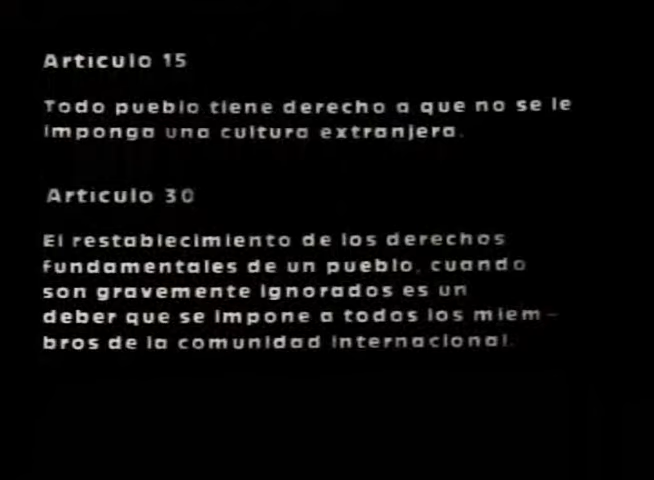 Artículo 15
Todo pueblo tiene derecho a que no se le
imponga una cultura extranjera.
Artículo 30
El restablecimiento de los derechos
fundamentales de un pueblo, cuando
son gravemente ignorados es un
deber que se impone a todos los miem-
bros de la comunidad internacional.